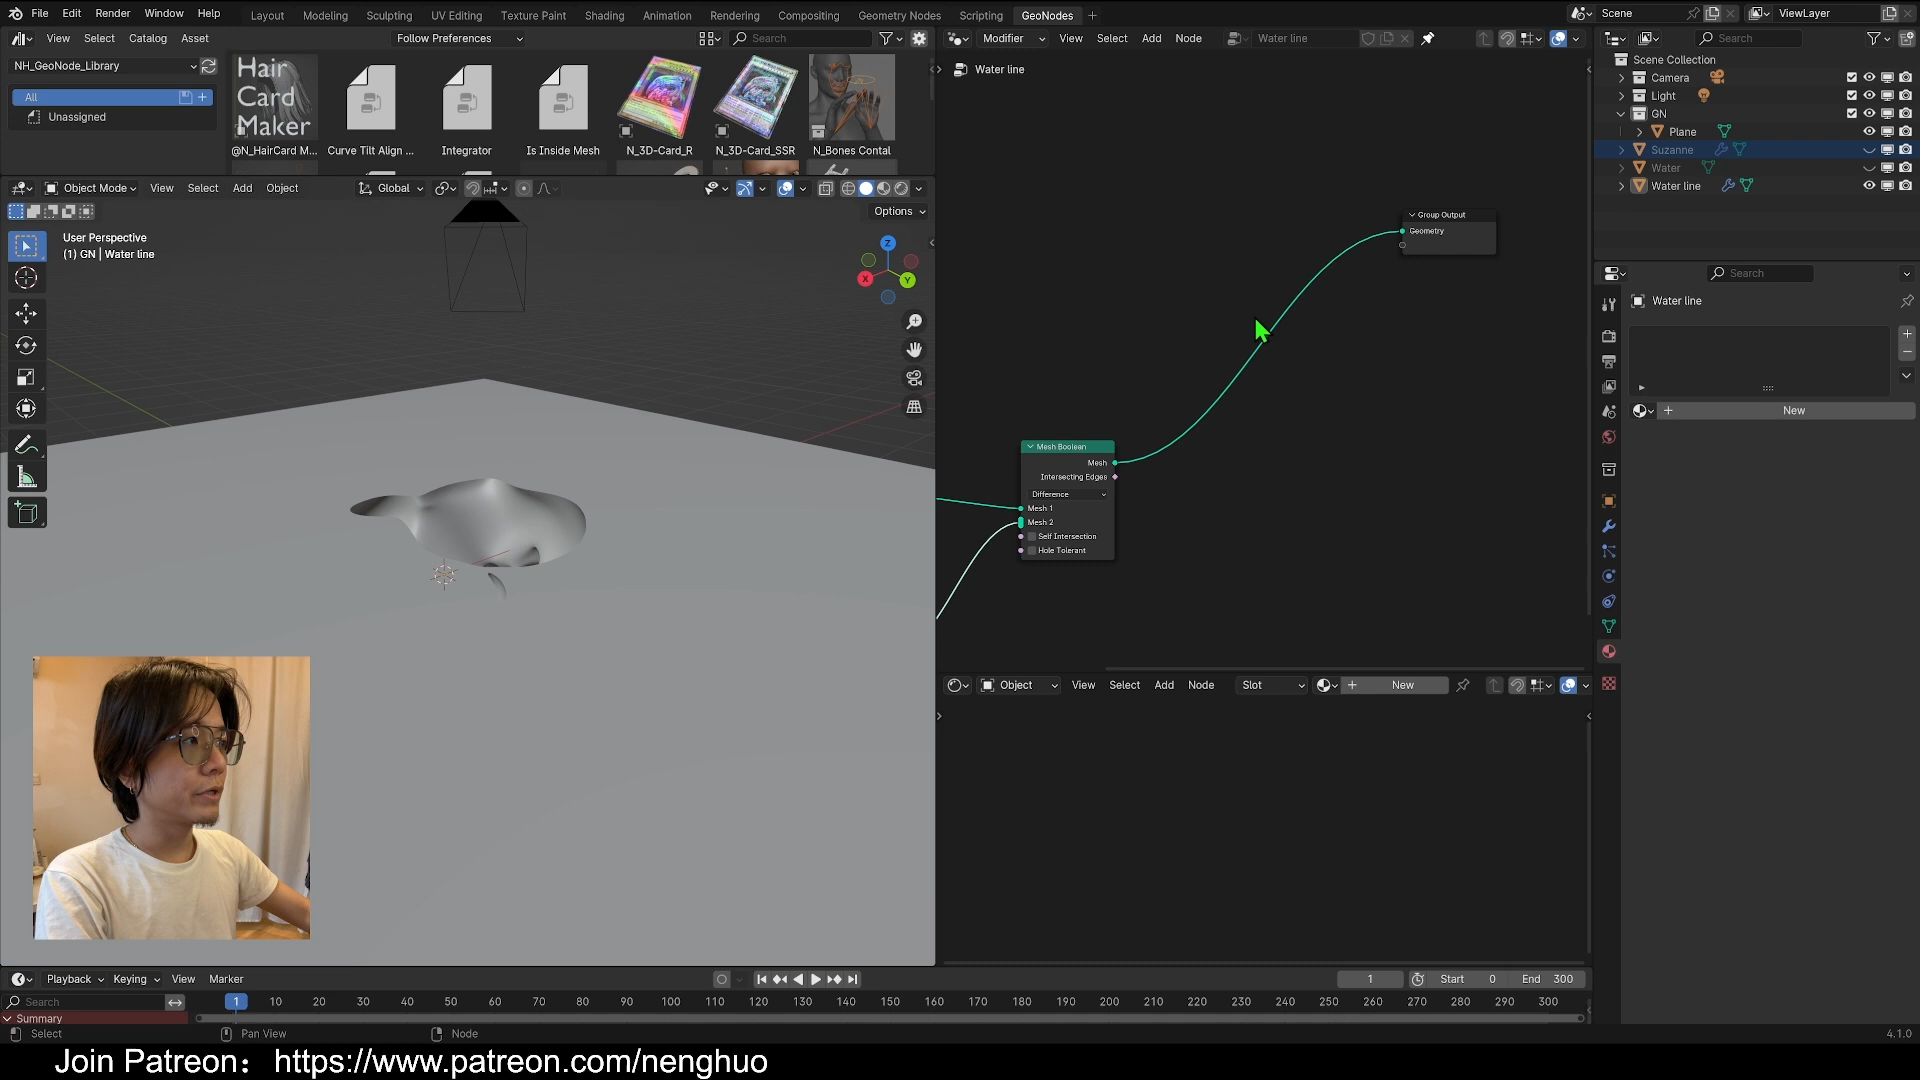 File Edit Render Window Help Layout Modeling Sculpting UV Editing Texture Paint Shading Animation Rendering Compositing Geometry Nodes Scripting GeoNodes + Scene ViewLayer
View Select Catalog Asset Follow Preferences Search
NH_GeoNode_Library
All
Unassigned
Hair
Card
Maker
@N_HairCard M... Curve Tilt Align ... Integrator Is Inside Mesh N_3D-Card_R N_3D-Card_SSR N_Bones Contal
Object Mode View Select Add Object Global
Options
User Perspective
(1) GN | Water line
Z
X
Y
Modifier View Select Add Node Water line
Water line
Group Output
Geometry
Mesh Boolean
Mesh
Intersecting Edges
Difference
Mesh 1
Mesh 2
Self Intersection
Hole Tolerant
Object View Select Add Node Slot New
Search
Scene Collection
Camera
Light
GN
Plane
Suzanne
Water
Water line
Search
Water line
New
Playback Keying View Marker 1 Start 0 End 300
Search 1 10 20 30 40 50 60 70 80 90 100 110 120 130 140 150 160 170 180 190 200 210 220 230 240 250 260 270 280 290 300
Summary
Select Pan View Node 4.1.0
Join Patreon： https://www.patreon.com/nenghuo